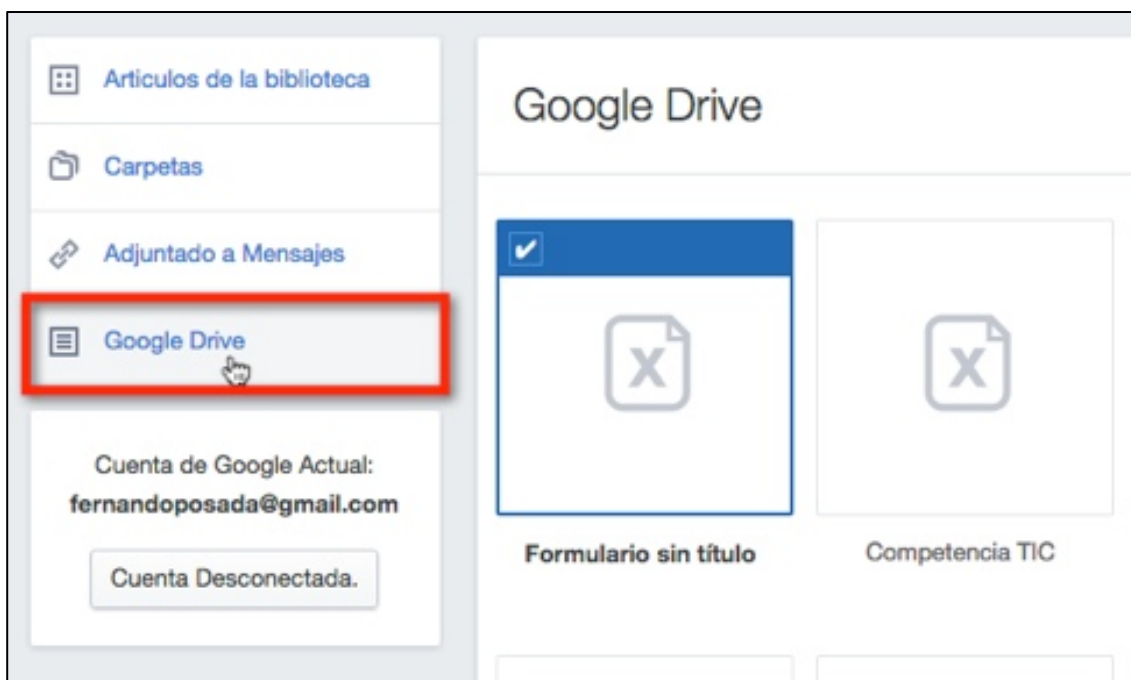 Articulos de la biblioteca
Carpetas
Adjuntado a Mensajes
Google Drive
Cuenta de Google Actual:
fernandoposada@gmail.com
Cuenta Desconectada.
Google Drive
Formulario sin título
Competencia TIC